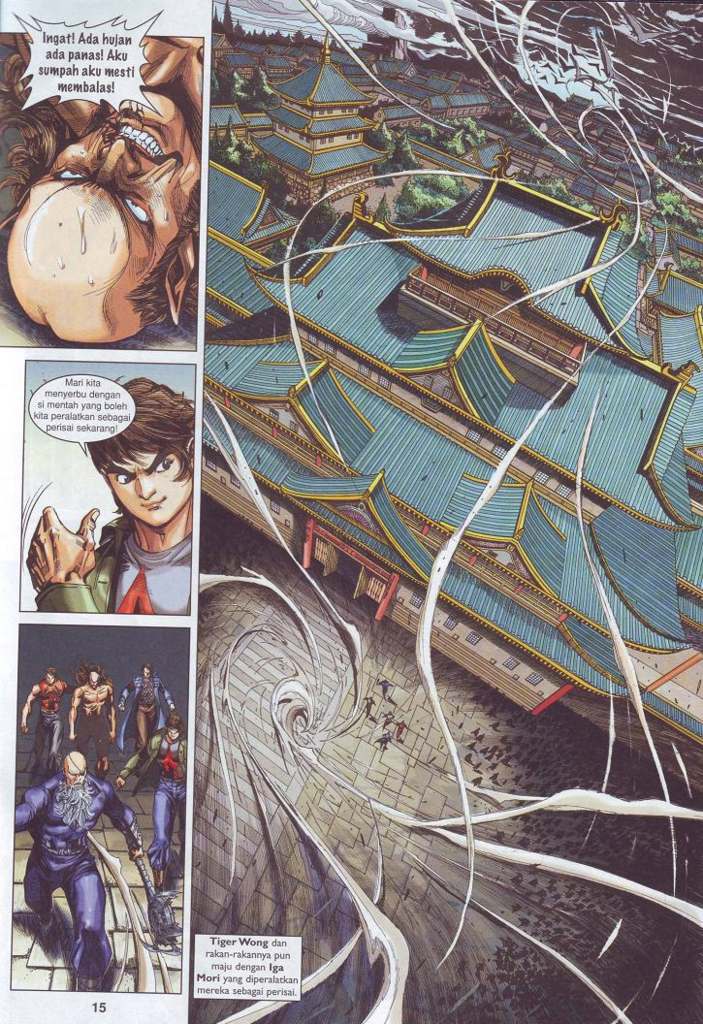 Ingat! Ada hujan
ada panas! Aku
sumpah aku mesti
membalas!
Mari kita
menyerbu dengan
si mentah yang boleh
kita peralatkan sebagai
perisai sekarang!
Tiger Wong dan
rakan-rakannya pun
maju dengan Iga
Mori yang diperalatkan
mereka sebagai perisai.
15